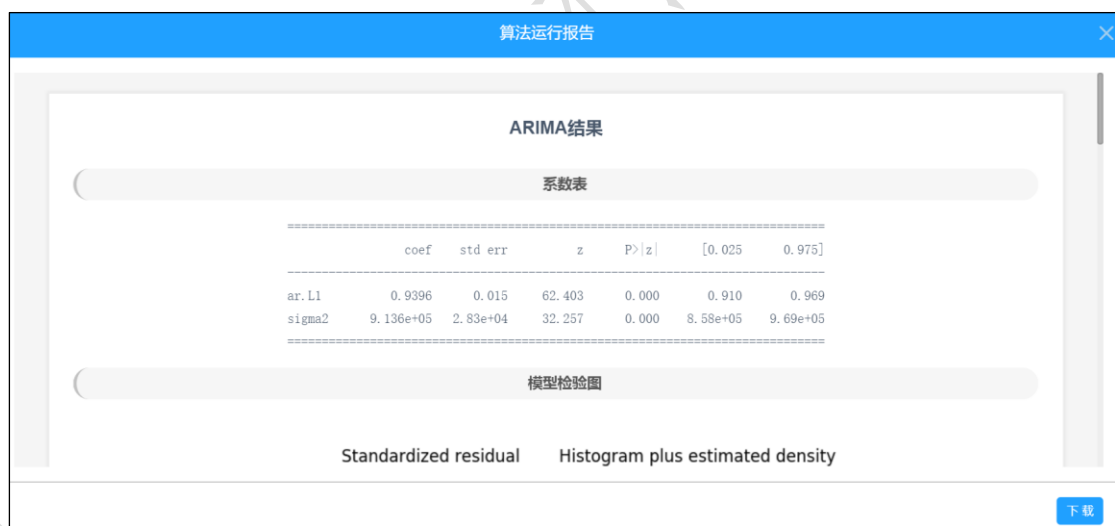 算法运行报告
ARIMA结果
系数表
==============================================================================
coef std err z P>|z| [0.025 0.975]
------------------------------------------------------------------------------
ar.L1 0.9396 0.015 62.403 0.000 0.910 0.969
sigma2 9.136e+05 2.83e+04 32.257 0.000 8.58e+05 9.69e+05
==============================================================================
模型检验图
Standardized residual Histogram plus estimated density
下载